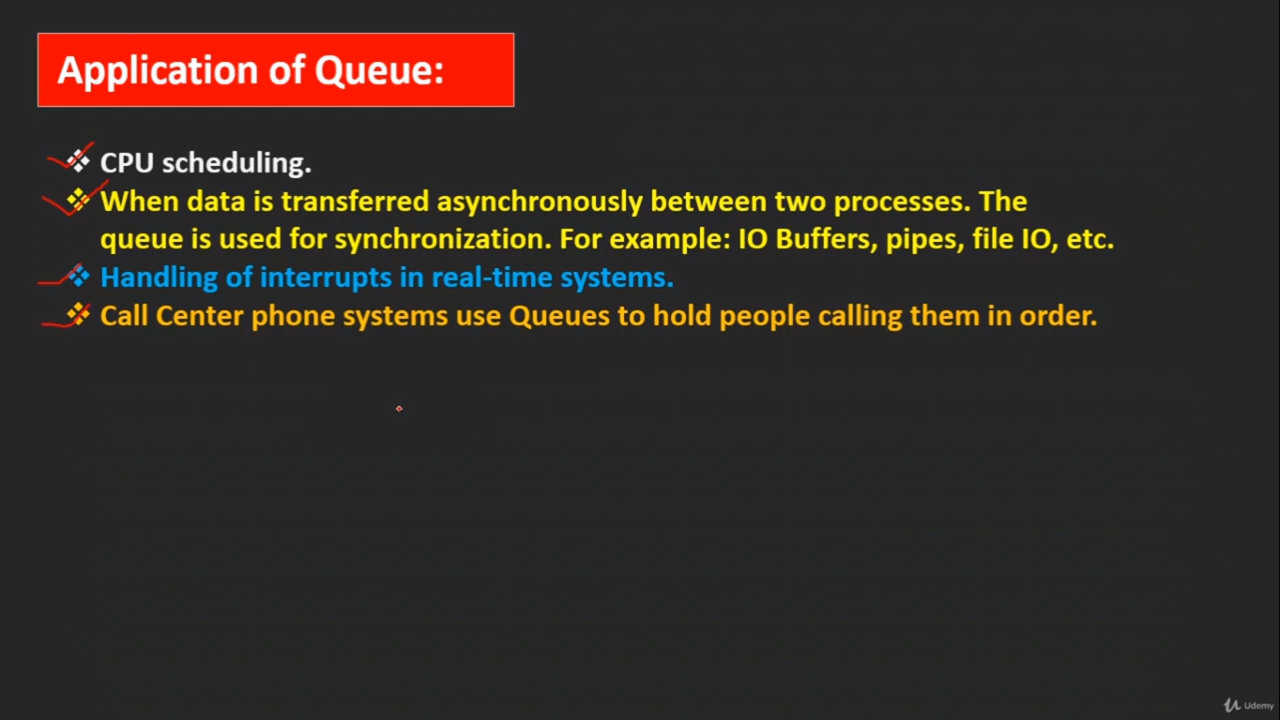 Application of Queue:
CPU scheduling.
When data is transferred asynchronously between two processes. The
queue is used for synchronization. For example: IO Buffers, pipes, file IO, etc.
Handling of interrupts in real-time systems.
Call Center phone systems use Queues to hold people calling them in order.
Udemy